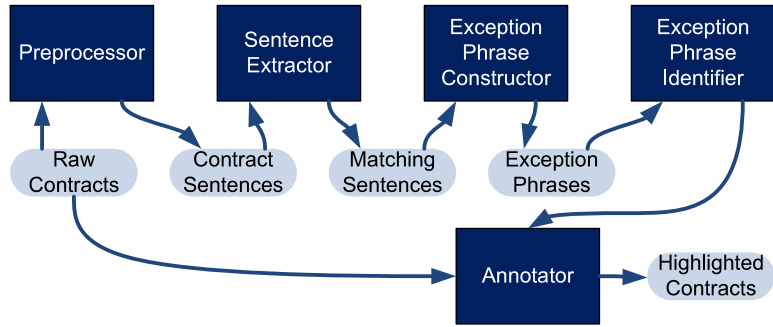 Preprocessor
Sentence
Extractor
Exception
Phrase
Constructor
Exception
Phrase
Identifier
Raw
Contracts
Contract
Sentences
Matching
Sentences
Exception
Phrases
Annotator
Highlighted
Contracts